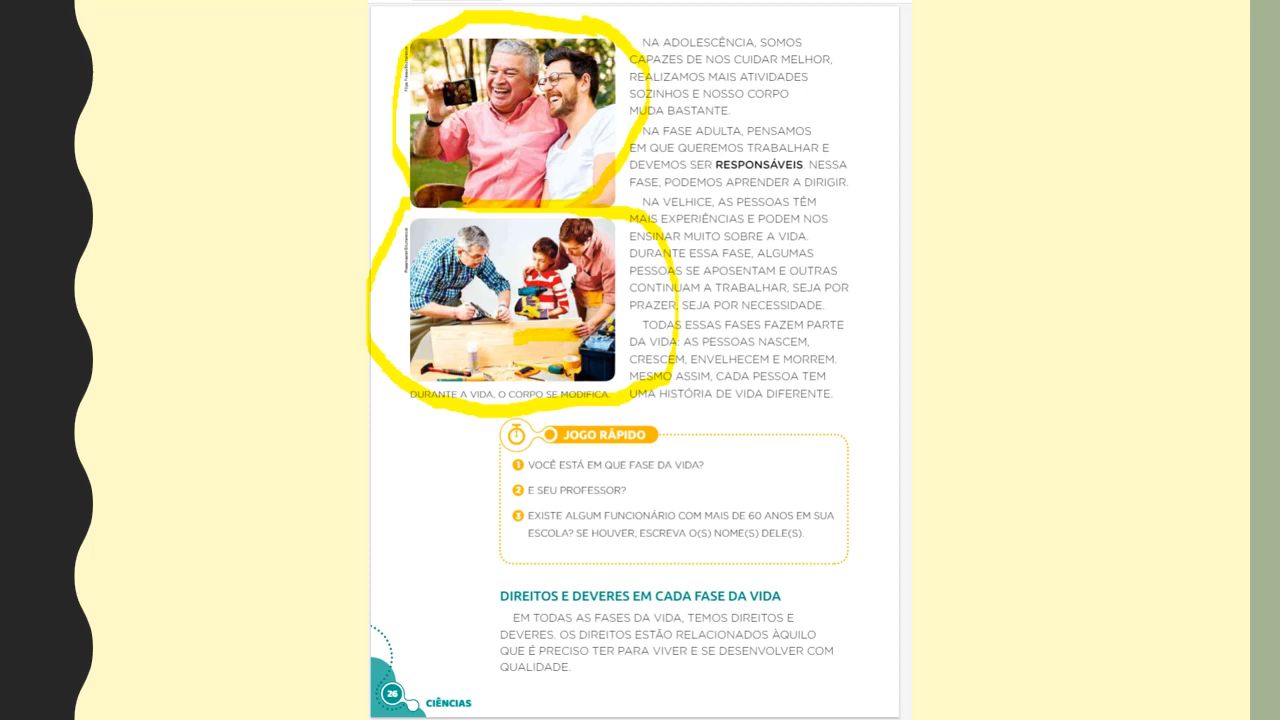 NA ADOLESCÊNCIA, SOMOS
CAPAZES DE NOS CUIDAR MELHOR,
REALIZAMOS MAIS ATIVIDADES
SOZINHOS E NOSSO CORPO
MUDA BASTANTE.
NA FASE ADULTA, PENSAMOS
EM QUE QUEREMOS TRABALHAR E
DEVEMOS SER RESPONSÁVEIS. NESSA
FASE, PODEMOS APRENDER A DIRIGIR.
NA VELHICE, AS PESSOAS TÊM
MAIS EXPERIÊNCIAS E PODEM NOS
ENSINAR MUITO SOBRE A VIDA.
DURANTE ESSA FASE, ALGUMAS
PESSOAS SE APOSENTAM E OUTRAS
CONTINUAM A TRABALHAR, SEJA POR
PRAZER, SEJA POR NECESSIDADE.
TODAS ESSAS FASES FAZEM PARTE
DA VIDA: AS PESSOAS NASCEM,
CRESCEM, ENVELHECEM E MORREM.
MESMO ASSIM, CADA PESSOA TEM
UMA HISTÓRIA DE VIDA DIFERENTE.
DURANTE A VIDA, O CORPO SE MODIFICA.
JOGO RÁPIDO
1 VOCÊ ESTÁ EM QUE FASE DA VIDA?
2 E SEU PROFESSOR?
3 EXISTE ALGUM FUNCIONÁRIO COM MAIS DE 60 ANOS EM SUA
ESCOLA? SE HOUVER, ESCREVA O(S) NOME(S) DELE(S).
DIREITOS E DEVERES EM CADA FASE DA VIDA
EM TODAS AS FASES DA VIDA, TEMOS DIREITOS E
DEVERES. OS DIREITOS ESTÃO RELACIONADOS ÀQUILO
QUE É PRECISO TER PARA VIVER E SE DESENVOLVER COM
QUALIDADE.
26 CIÊNCIAS